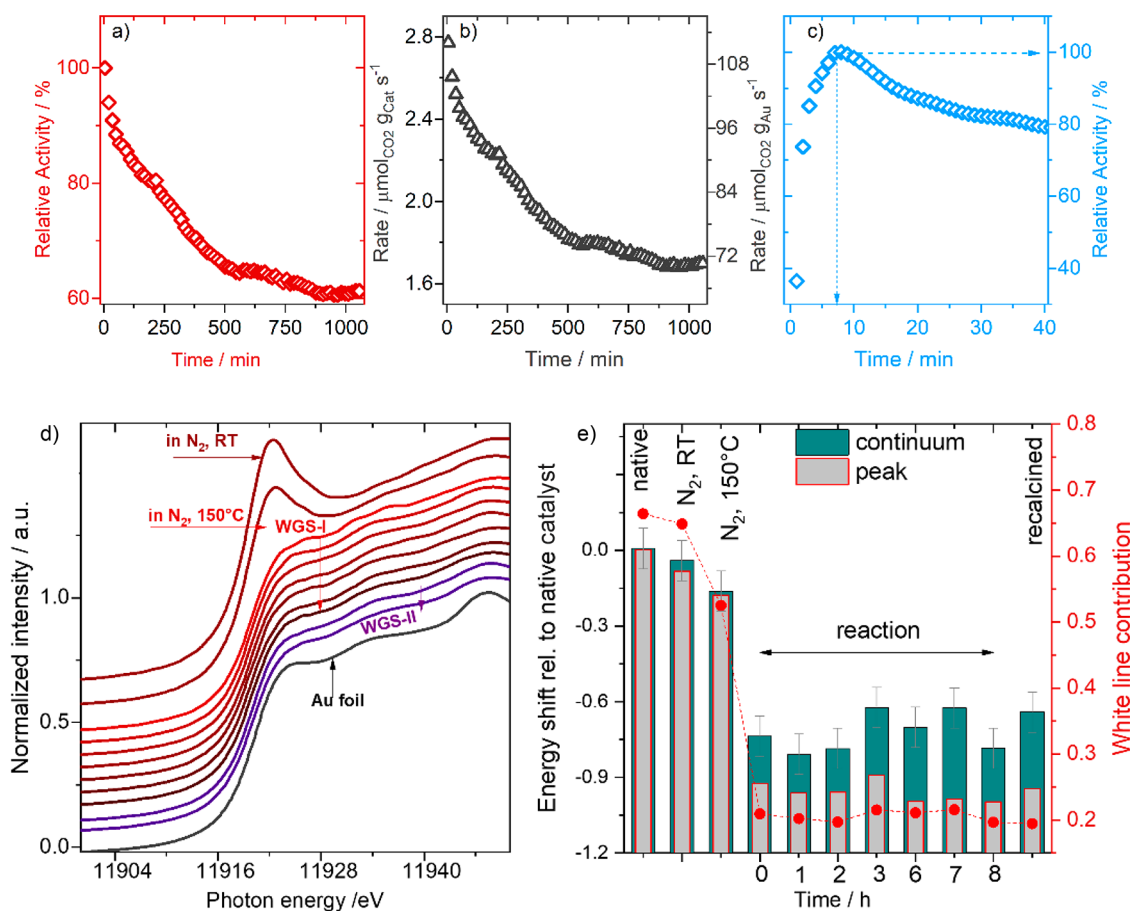 a)
Relative Activity / %
100
80
60
0
250
500
750
1000
Time / min
b)
Rate / μmol_CO2 g_Cat s⁻¹
2.8
2.4
2.0
1.6
0
250
500
750
1000
Time / min
108
96
84
72
Rate / μmol_CO2 g_Au s⁻¹
c)
100
80
60
40
Relative Activity / %
0
10
20
30
40
Time / min
d)
Normalized intensity / a.u.
1.0
0.5
0.0
in N₂, RT
in N₂, 150°C
WGS-I
WGS-II
Au foil
11904
11916
11928
11940
Photon energy /eV
e)
Energy shift rel. to native catalyst
0.0
-0.3
-0.6
-0.9
-1.2
native
N₂, RT
N₂, 150°C
continuum
peak
recalcined
reaction
0
1
2
3
6
7
8
Time / h
0.8
0.7
0.6
0.5
0.4
0.3
0.2
White line contribution